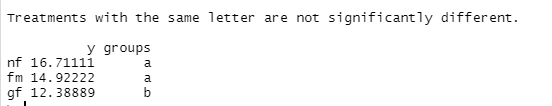 Treatments with the same letter are not significantly different.
y groups
nf 16.71111 a
fm 14.92222 a
gf 12.38889 b